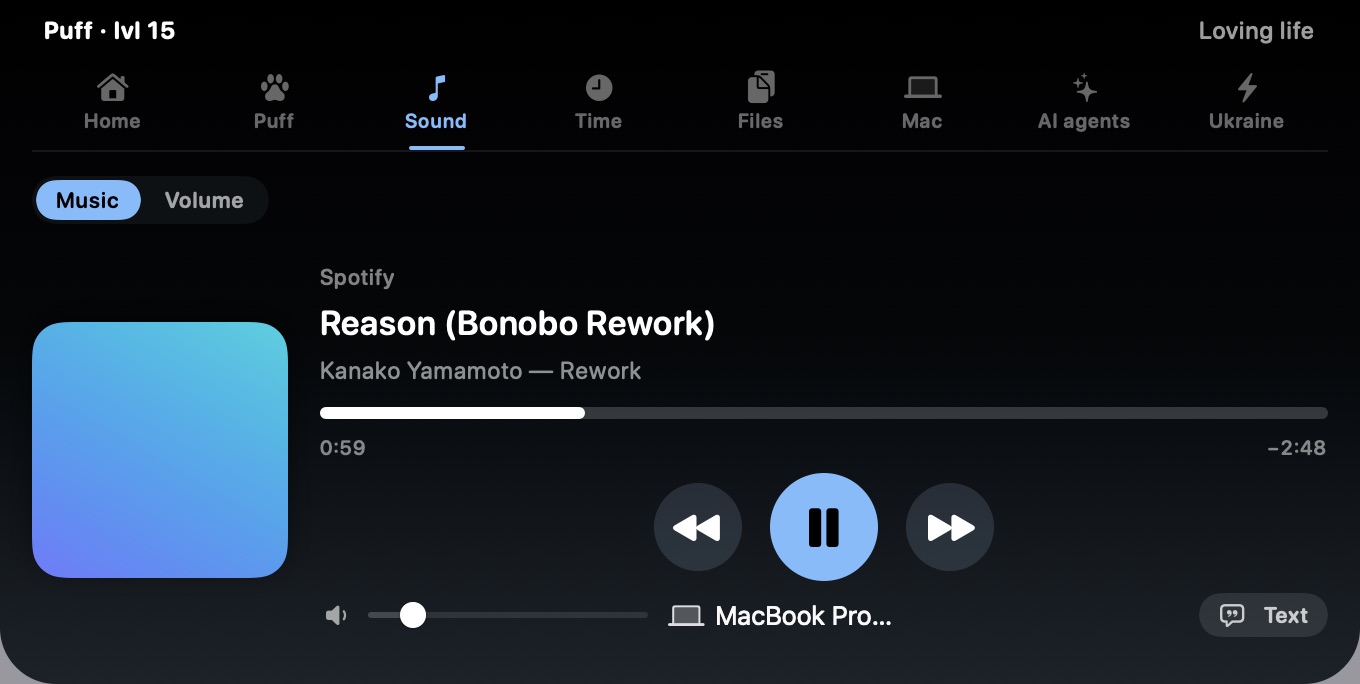 Puff · lvl 15
Loving life
Home
Puff
Sound
Time
Files
Mac
AI agents
Ukraine
Music
Volume
Spotify
Reason (Bonobo Rework)
Kanako Yamamoto — Rework
0:59
−2:48
MacBook Pro...
Text